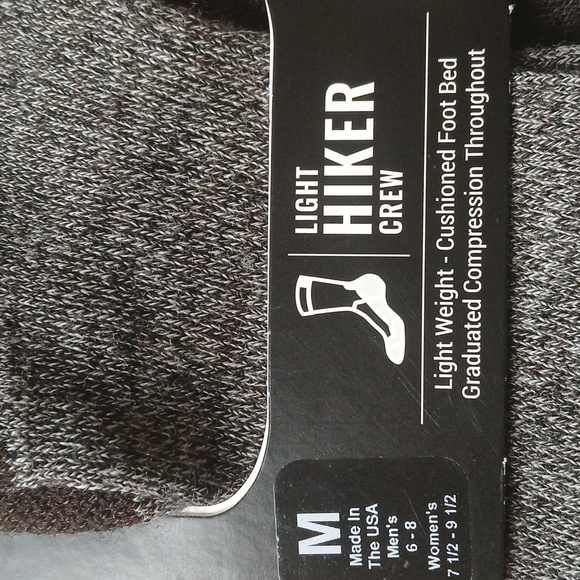 LIGHT
HIKER
CREW
Light Weight - Cushioned Foot Bed
Graduated Compression Throughout
M
Made In
The USA
Men's
6 - 8
Women's
7 1/2 - 9 1/2